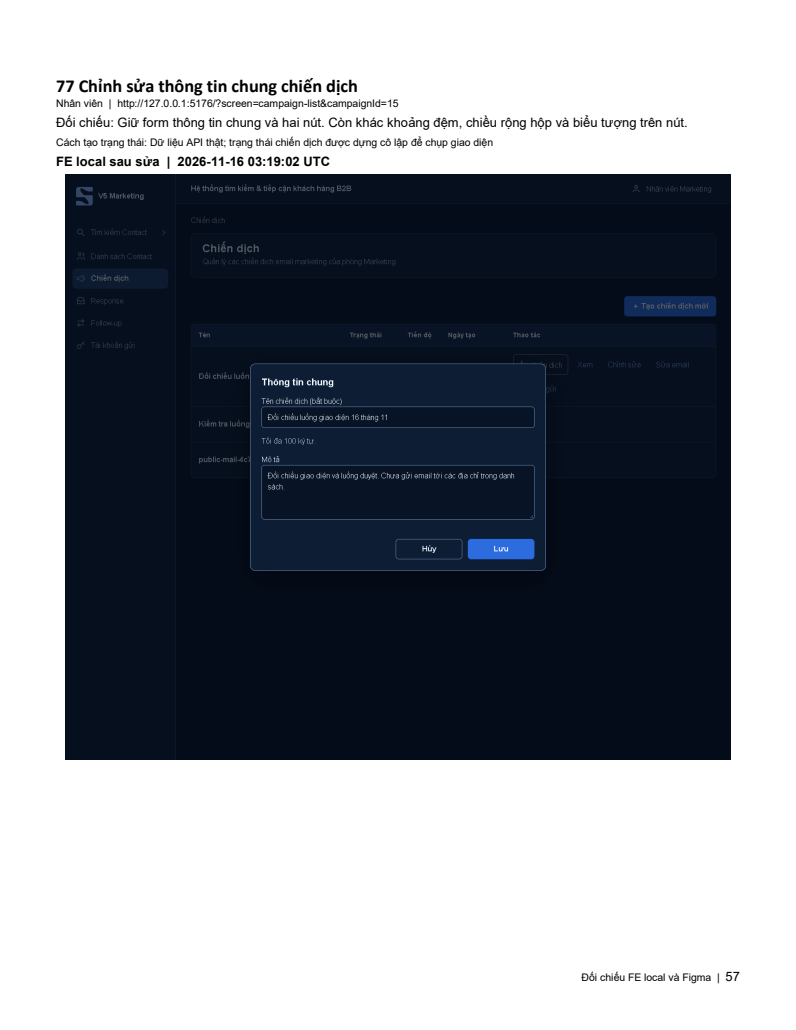 77 Chỉnh sửa thông tin chung chiến dịch
Nhân viên | http://127.0.0.1:5176/?screen=campaign-list&campaignId=15
Đối chiếu: Giữ form thông tin chung và hai nút. Còn khác khoảng đệm, chiều rộng hộp và biểu tượng trên nút.
Cách tạo trạng thái: Dữ liệu API thật; trạng thái chiến dịch được dựng cô lập để chụp giao diện
FE local sau sửa | 2026-11-16 03:19:02 UTC
V5 Marketing
Hệ thống tìm kiếm & tiếp cận khách hàng B2B
Nhân viên Marketing
Chiến dịch
Tìm kiếm Contact
Danh sách Contact
Chiến dịch
Response
Follow-up
Tài khoản gửi
Chiến dịch
Quản lý các chiến dịch email marketing của phòng Marketing.
+ Tạo chiến dịch mới
Tên Trạng thái Tiến độ Ngày tạo Thao tác
Đối chiếu luồn
dịch Xem Chỉnh sửa Sửa email
gửi
Kiểm tra luồng
public-mail-4c
Thông tin chung
Tên chiến dịch (bắt buộc)
Đối chiếu luồng giao diện 16 tháng 11
Tối đa 100 ký tự
Mô tả
Đối chiếu giao diện và luồng duyệt. Chưa gửi email tới các địa chỉ trong danh
sách.
Hủy Lưu
Đối chiếu FE local và Figma | 57